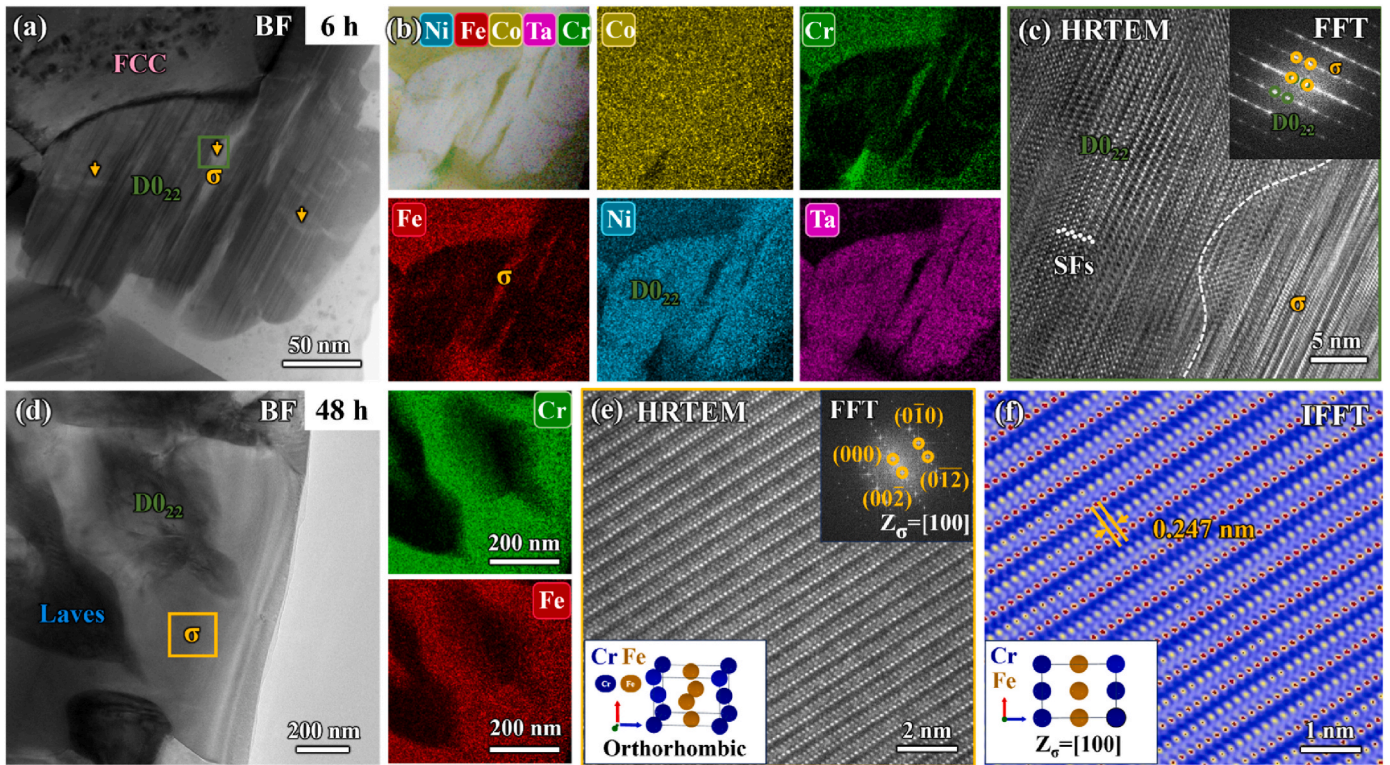 (a)
BF
6 h
FCC
σ
D0₂₂
50 nm
(b)
Ni Fe Co Ta Cr
Co
Cr
Fe
σ
Ni
D0₂₂
Ta
(c) HRTEM
FFT
σ
D0₂₂
D0₂₂
SFs
σ
5 nm
(d)
BF
48 h
D0₂₂
Laves
σ
200 nm
Cr
200 nm
Fe
200 nm
(e) HRTEM
FFT
(01̅0)
(000)
(01̅2̅)
(002̅)
Zσ=[100]
Cr Fe
Cr Fe
Orthorhombic
2 nm
(f)
IFFT
0.247 nm
Cr
Fe
Zσ=[100]
1 nm